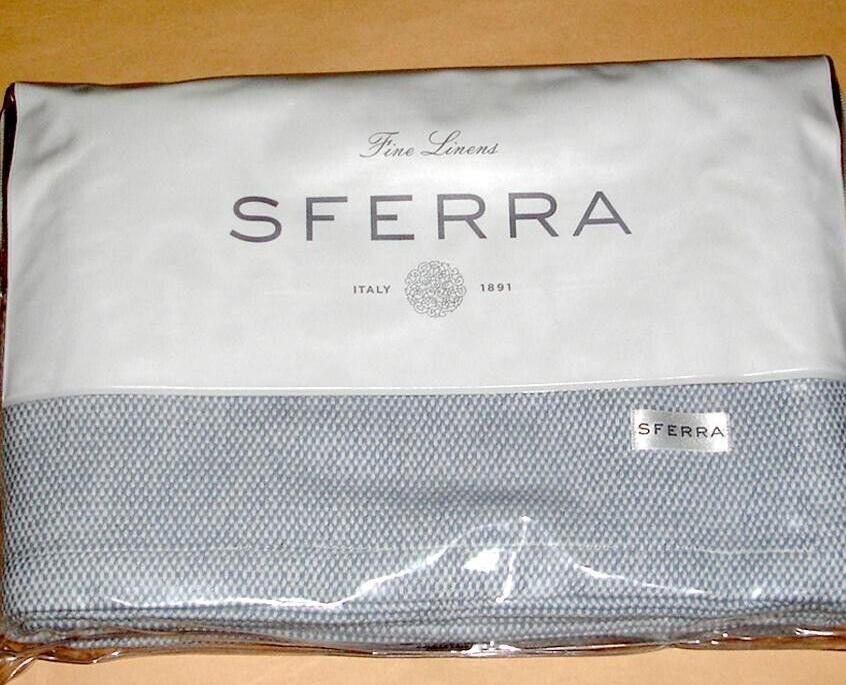 Fine Linens
SFERRA
ITALY 1891
SFERRA